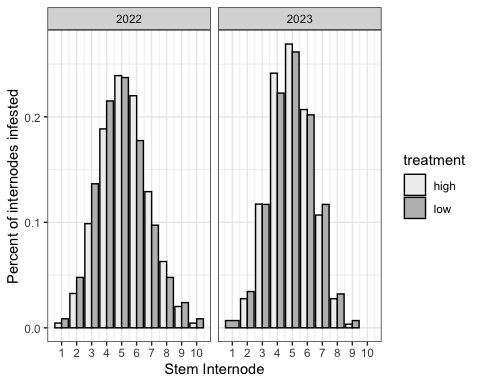 2022 2023
Percent of internodes infested
0.2
0.1
0.0
1 2 3 4 5 6 7 8 9 10 1 2 3 4 5 6 7 8 9 10
Stem Internode
treatment
high
low